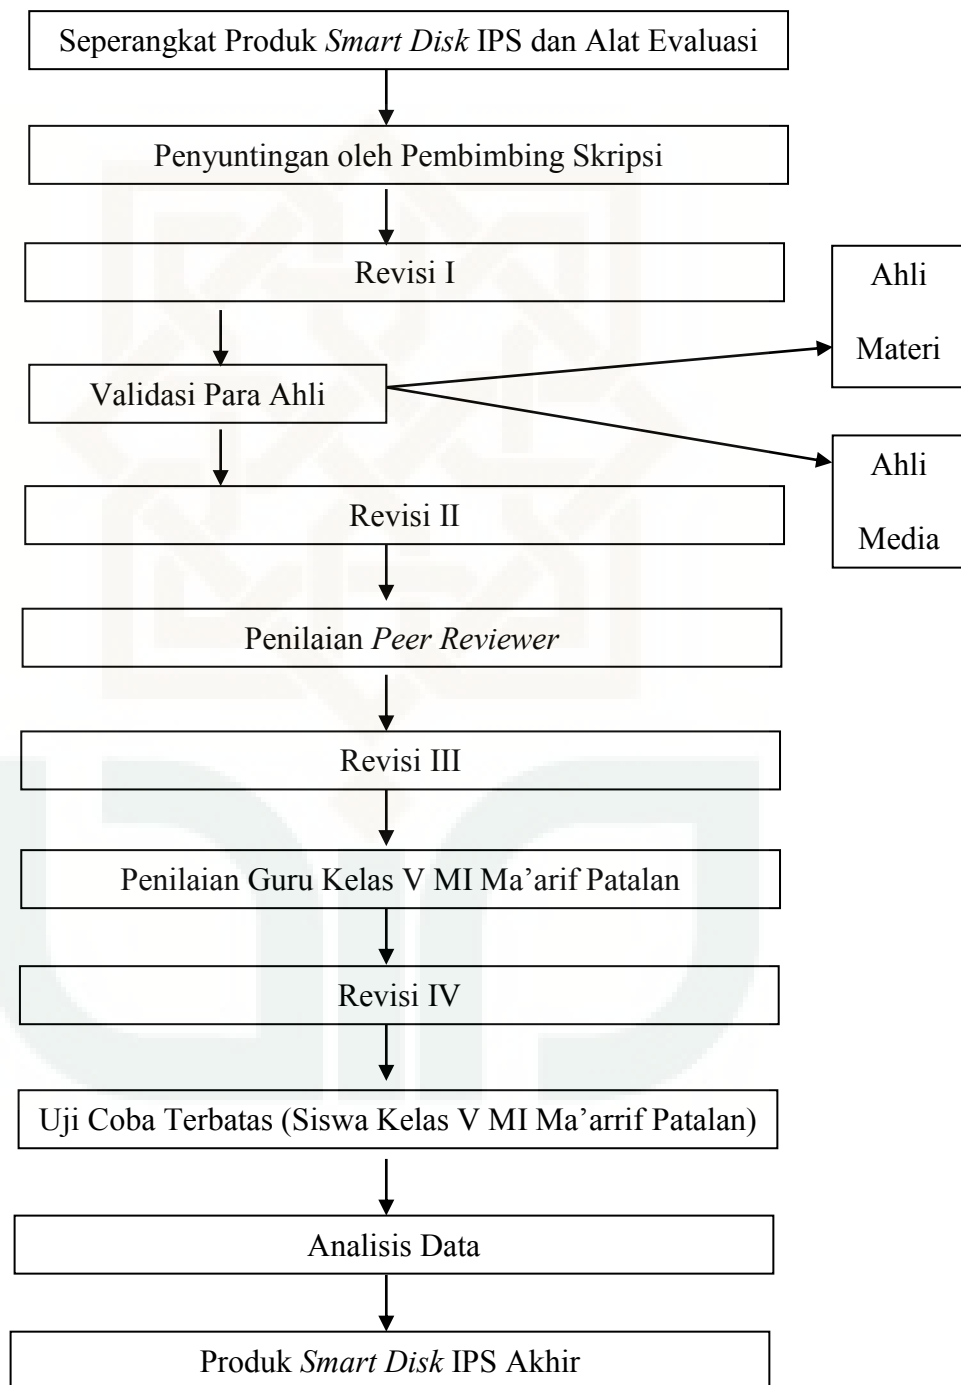 Seperangkat Produk Smart Disk IPS dan Alat Evaluasi
Penyuntingan oleh Pembimbing Skripsi
Revisi I
Ahli
Materi
Validasi Para Ahli
Ahli
Media
Revisi II
Penilaian Peer Reviewer
Revisi III
Penilaian Guru Kelas V MI Ma’arif Patalan
Revisi IV
Uji Coba Terbatas (Siswa Kelas V MI Ma’arrif Patalan)
Analisis Data
Produk Smart Disk IPS Akhir